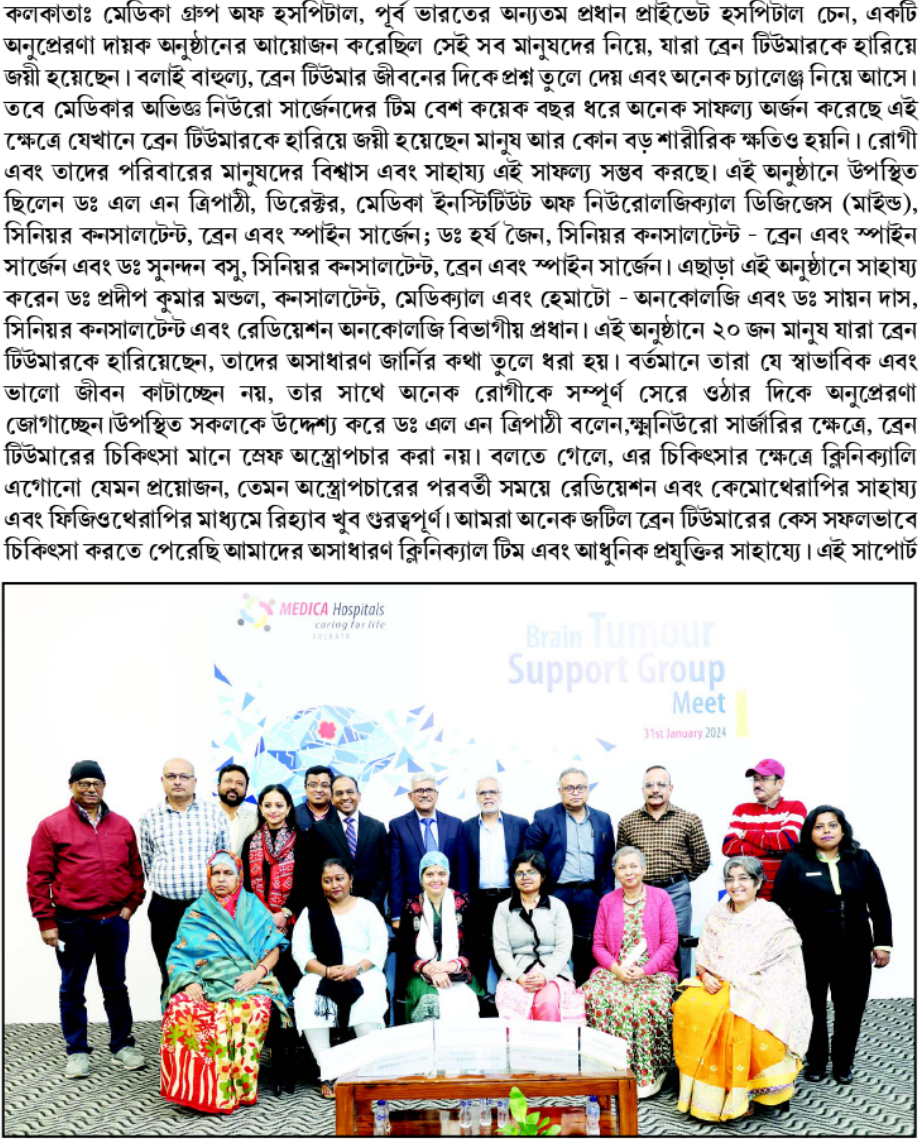 কলকাতাঃ মেডিকা গ্রুপ অফ হসপিটাল, পূর্ব ভারতের অন্যতম প্রধান প্রাইভেট হসপিটাল চেন, একটি
অনুপ্রেরণা দায়ক অনুষ্ঠানের আয়োজন করেছিল সেই সব মানুষদের নিয়ে, যারা ব্রেন টিউমারকে হারিয়ে
জয়ী হয়েছেন। বলাই বাহুল্য, ব্রেন টিউমার জীবনের দিকে প্রশ্ন তুলে দেয় এবং অনেক চ্যালেঞ্জ নিয়ে আসে।
তবে মেডিকার অভিজ্ঞ নিউরো সার্জেনদের টিম বেশ কয়েক বছর ধরে অনেক সাফল্য অর্জন করেছে এই
ক্ষেত্রে যেখানে ব্রেন টিউমারকে হারিয়ে জয়ী হয়েছেন মানুষ আর কোন বড় শারীরিক ক্ষতিও হয়নি। রোগী
এবং তাদের পরিবারের মানুষদের বিশ্বাস এবং সাহায্য এই সাফল্য সম্ভব করছে। এই অনুষ্ঠানে উপস্থিত
ছিলেন ডঃ এল এন ত্রিপাঠী, ডিরেক্টর, মেডিকা ইনস্টিটিউট অফ নিউরোলজিক্যাল ডিজিজেস (মাইন্ড),
সিনিয়র কনসালটেন্ট, ব্রেন এবং স্পাইন সার্জেন; ডঃ হর্ষ জৈন, সিনিয়র কনসালটেন্ট - ব্রেন এবং স্পাইন
সার্জেন এবং ডঃ সুনন্দন বসু, সিনিয়র কনসালটেন্ট, ব্রেন এবং স্পাইন সার্জেন। এছাড়া এই অনুষ্ঠানে সাহায্য
করেন ডঃ প্রদীপ কুমার মন্ডল, কনসালটেন্ট, মেডিক্যাল এবং হেমাটো - অনকোলজি এবং ডঃ সায়ন দাস,
সিনিয়র কনসালটেন্ট এবং রেডিয়েশন অনকোলজি বিভাগীয় প্রধান। এই অনুষ্ঠানে ২০ জন মানুষ যারা ব্রেন
টিউমারকে হারিয়েছেন, তাদের অসাধারণ জার্নির কথা তুলে ধরা হয়। বর্তমানে তারা যে স্বাভাবিক এবং
ভালো জীবন কাটাচ্ছেন নয়, তার সাথে অনেক রোগীকে সম্পূর্ণ সেরে ওঠার দিকে অনুপ্রেরণা
জোগাচ্ছেন।উপস্থিত সকলকে উদ্দেশ্য করে ডঃ এল এন ত্রিপাঠী বলেন,ক্ষ্মনিউরো সার্জারির ক্ষেত্রে, ব্রেন
টিউমারের চিকিৎসা মানে স্রেফ অস্ত্রোপচার করা নয়। বলতে গেলে, এর চিকিৎসার ক্ষেত্রে ক্লিনিক্যালি
এগোনো যেমন প্রয়োজন, তেমন অস্ত্রোপচারের পরবর্তী সময়ে রেডিয়েশন এবং কেমোথেরাপির সাহায্য
এবং ফিজিওথেরাপির মাধ্যমে রিহ্যাব খুব গুরত্বপূর্ণ। আমরা অনেক জটিল ব্রেন টিউমারের কেস সফলভাবে
চিকিৎসা করতে পেরেছি আমাদের অসাধারণ ক্লিনিক্যাল টিম এবং আধুনিক প্রযুক্তির সাহায্যে। এই সাপোর্ট
MEDICA Hospitals
caring for life
KOLKATA
Brain Tumour
Support Group
Meet
31st January 2024